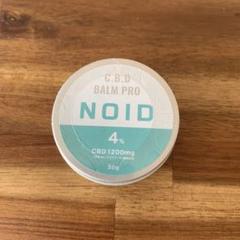 C.B.D
BALM PRO
NOID
4%
CBD 1200mg
30g